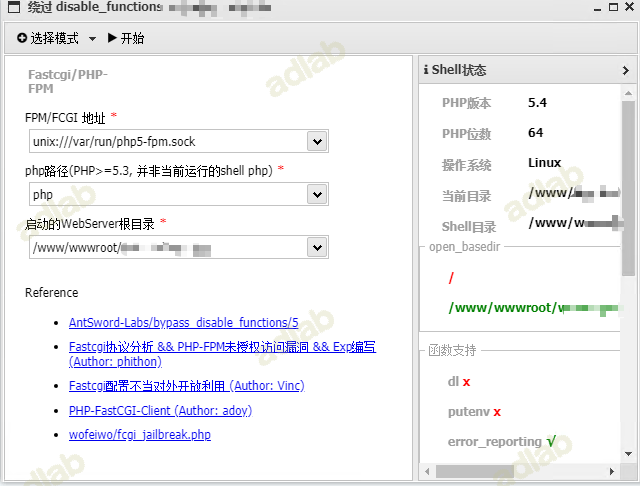 绕过 disable_functions
选择模式 开始
Fastcgi/PHP-
FPM
FPM/FCGI 地址 *
unix:///var/run/php5-fpm.sock
php路径(PHP>=5.3, 并非当前运行的shell php) *
php
启动的WebServer根目录 *
/www/wwwroot/
Reference
AntSword-Labs/bypass_disable_functions/5
Fastcgi协议分析 && PHP-FPM未授权访问漏洞 && Exp编写
(Author: phithon)
Fastcgi配置不当对外开放利用 (Author: Vinc)
PHP-FastCGI-Client (Author: adoy)
wofeiwo/fcgi_jailbreak.php
Shell状态
PHP版本 5.4
PHP位数 64
操作系统 Linux
当前目录 /www/
Shell目录 /www/w
open_basedir
/
/www/wwwroot/
函数支持
dl x
putenv x
error_reporting √
adlab
adlab
adlab
adlab
adlab
adlab